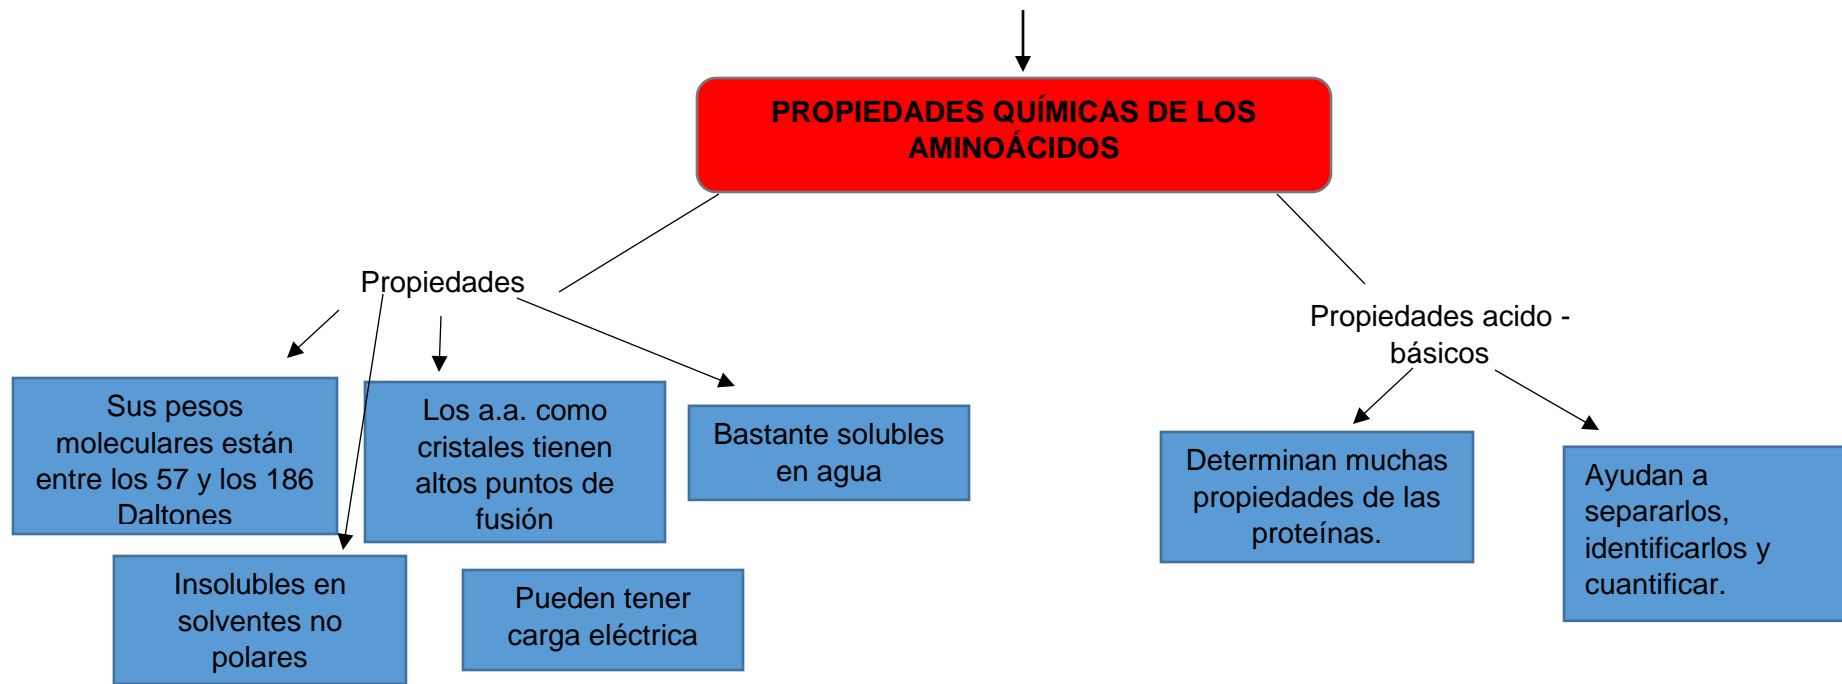 PROPIEDADES QUÍMICAS DE LOS
AMINOÁCIDOS
Propiedades
Sus pesos
moleculares están
entre los 57 y los 186
Daltones
Los a.a. como
cristales tienen
altos puntos de
fusión
Bastante solubles
en agua
Insolubles en
solventes no
polares
Pueden tener
carga eléctrica
Propiedades acido -
básicos
Determinan muchas
propiedades de las
proteínas.
Ayudan a
separarlos,
identificarlos y
cuantificar.